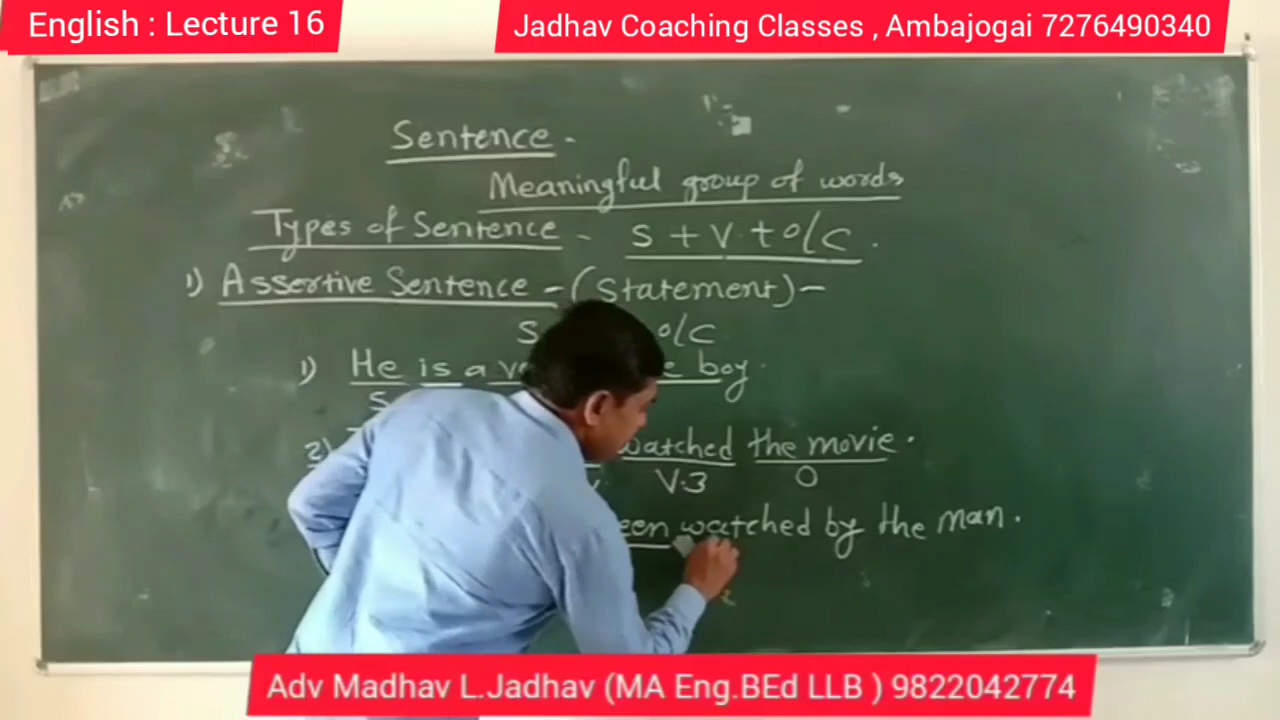 English : Lecture 16
Jadhav Coaching Classes , Ambajogai 7276490340
Sentence -
Meaningful group of words
Types of Sentence - S + V + O/C .
1) Assertive Sentence - (Statement) -
S O/C
1) He is a boy.
S
2) watched the movie .
V.3 O
watched by the man .
Adv Madhav L.Jadhav (MA Eng.BEd LLB ) 9822042774